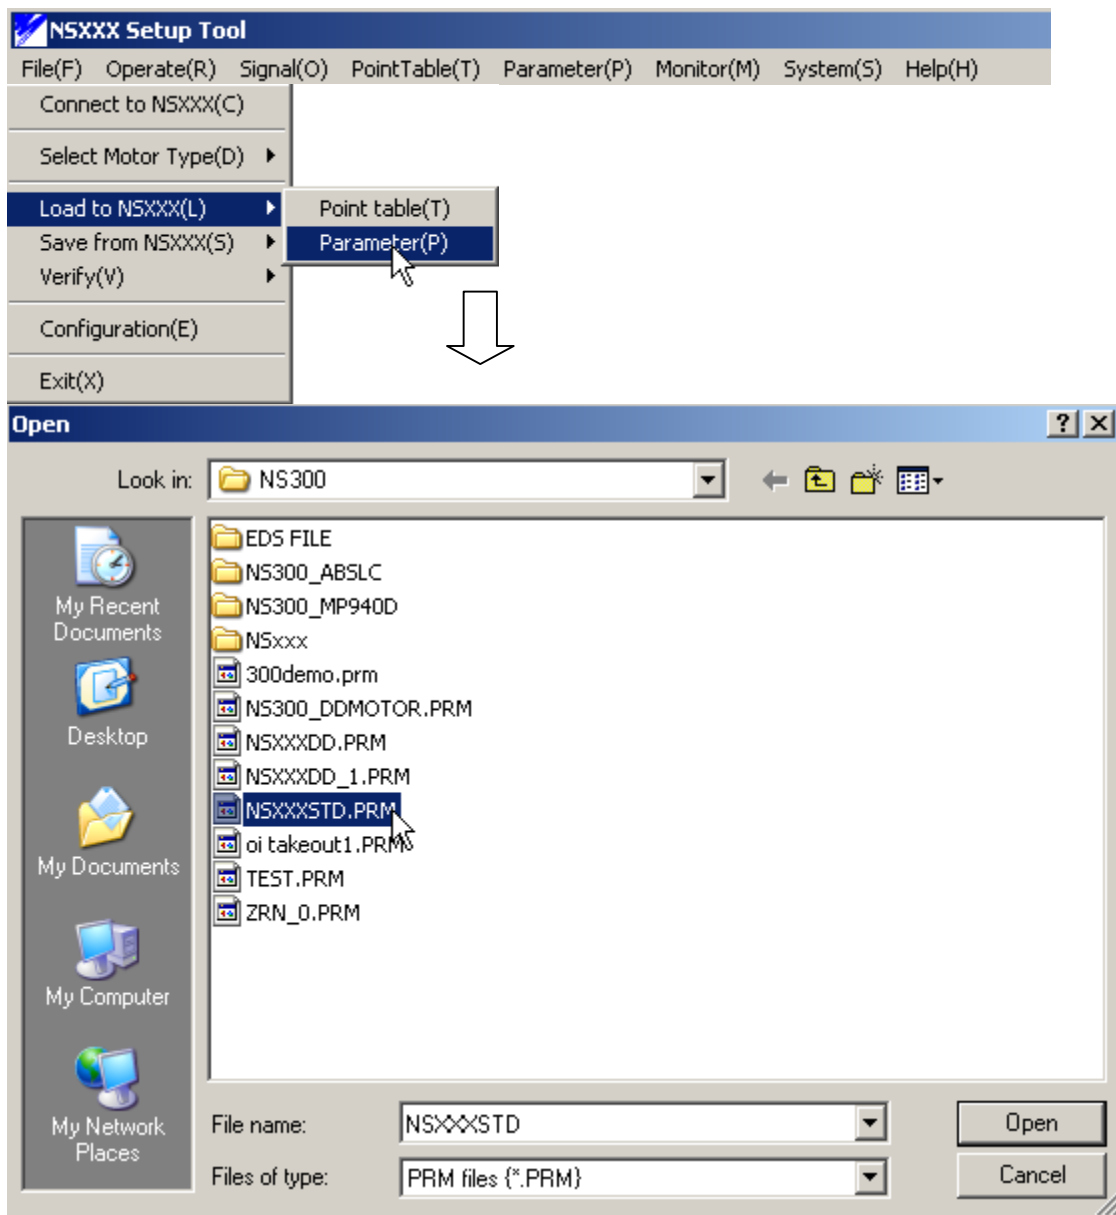 NSXXX Setup Tool
File(F) Operate(R) Signal(O) PointTable(T) Parameter(P) Monitor(M) System(S) Help(H)
Connect to NSXXX(C)
Select Motor Type(D)
Load to NSXXX(L)
Point table(T)
Save from NSXXX(S)
Parameter(P)
Verify(V)
Configuration(E)
Exit(X)
Open
Look in: NS300
My Recent Documents
Desktop
My Documents
My Computer
My Network Places
EDS FILE
NS300_ABSLC
NS300_MP940D
NSxxx
300demo.prm
NS300_DDMOTOR.PRM
NSXXXDD.PRM
NSXXXDD_1.PRM
NSXXXSTD.PRM
oi takeout1.PRM
TEST.PRM
ZRN_0.PRM
File name: NSXXXSTD Open
Files of type: PRM files {*.PRM} Cancel